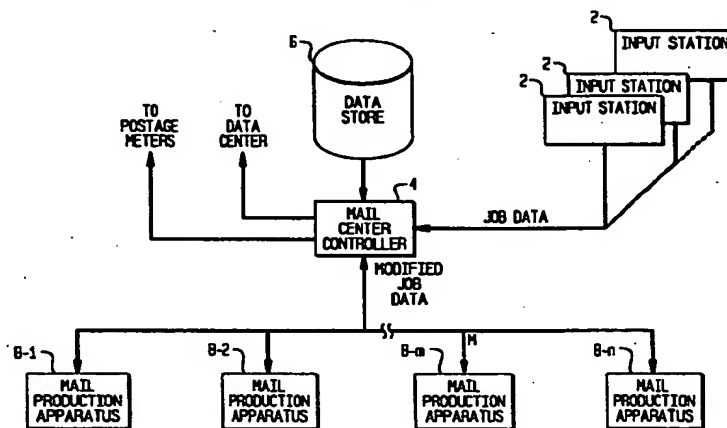 6
DATA
STORE
2
INPUT STATION
2
INPUT STATION
2
INPUT STATION
TO
POSTAGE
METERS
TO
DATA
CENTER
4
MAIL
CENTER
CONTROLLER
JOB DATA
MODIFIED
JOB
DATA
M
8-1
MAIL
PRODUCTION
APPARATUS
8-2
MAIL
PRODUCTION
APPARATUS
8-m
MAIL
PRODUCTION
APPARATUS
8-n
MAIL
PRODUCTION
APPARATUS